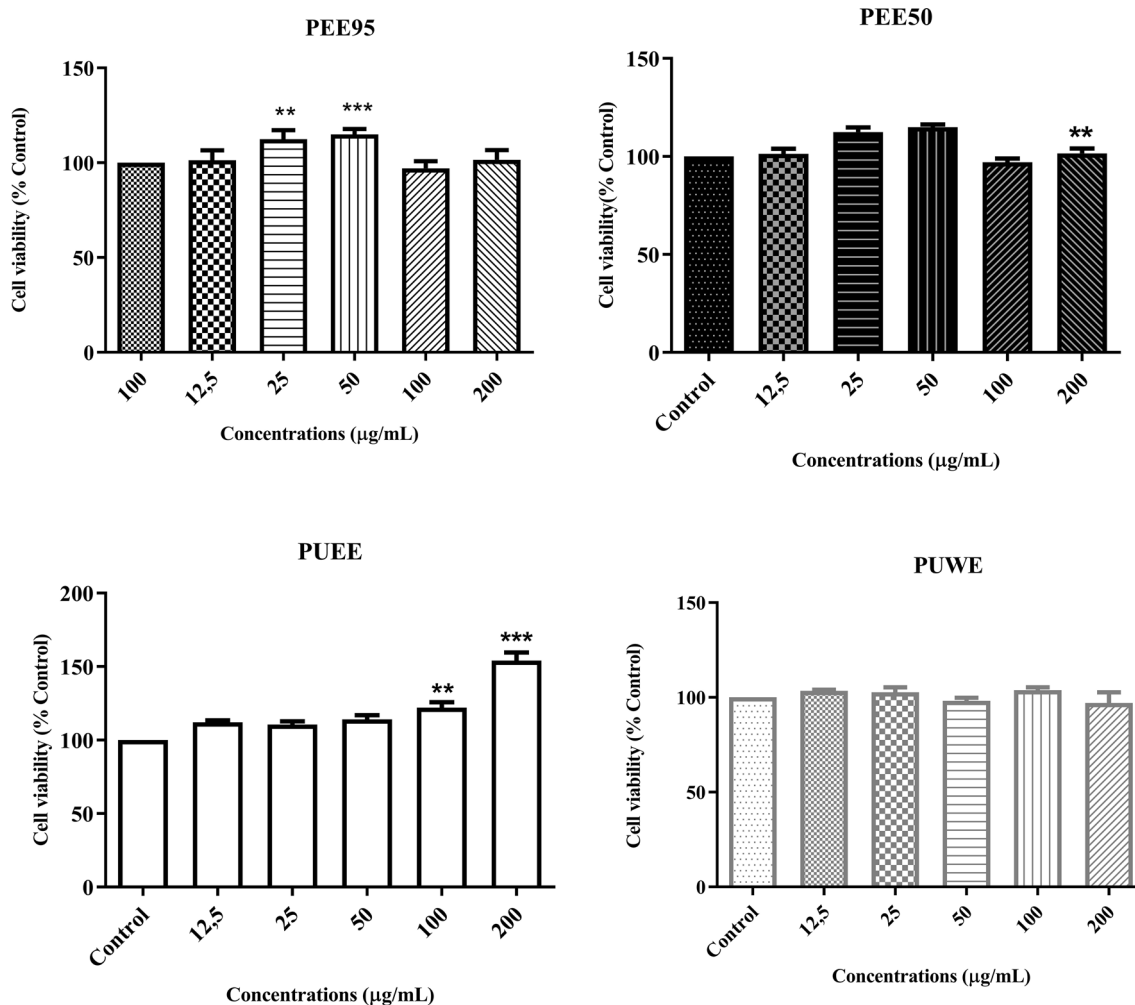 PEE95
Cell viability (% Control)
150
100
50
0
** ***
100 12,5 25 50 100 200
Concentrations (μg/mL)
PEE50
Cell viability(% Control)
150
100
50
0
**
Control 12,5 25 50 100 200
Concentrations (μg/mL)
PUEE
Cell viability (% Control)
200
150
100
50
0
***
**
Control 12,5 25 50 100 200
Concentrations (μg/mL)
PUWE
Cell viability (% Control)
150
100
50
0
Control 12,5 25 50 100 200
Concentrations (μg/mL)